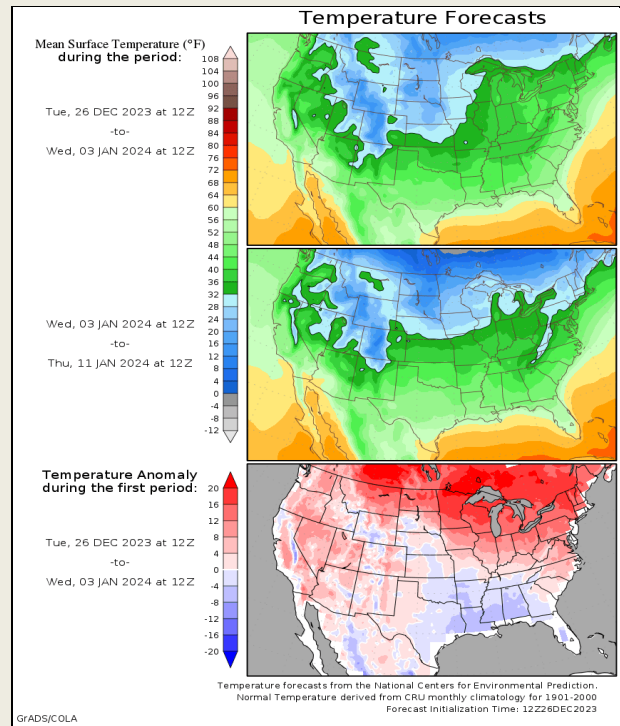 Temperature Forecasts
Mean Surface Temperature (°F)
during the period:
Tue, 26 DEC 2023 at 12Z
-to-
Wed, 03 JAN 2024 at 12Z
108
104
100
96
92
88
84
80
76
72
68
64
60
56
52
48
44
40
36
32
28
24
20
16
12
8
4
0
-4
-8
-12
Wed, 03 JAN 2024 at 12Z
-to-
Thu, 11 JAN 2024 at 12Z
Temperature Anomaly
during the first period:
Tue, 26 DEC 2023 at 12Z
-to-
Wed, 03 JAN 2024 at 12Z
20
16
12
8
4
0
-4
-8
-12
-16
-20
Temperature forecasts from the National Centers for Environmental Prediction.
Normal Temperature derived from CRU monthly climatology for 1901-2000
Forecast Initialization Time: 12Z26DEC2023
GrADS/COLA